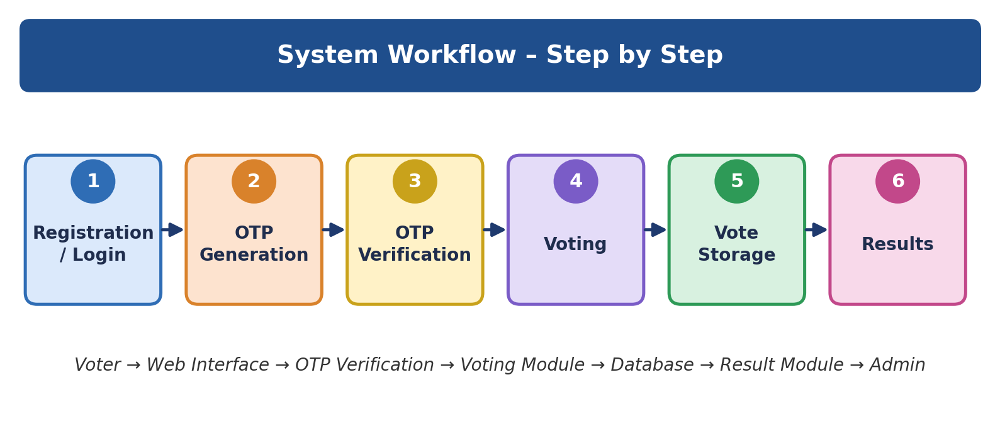 System Workflow – Step by Step
1
Registration
/ Login
2
OTP
Generation
3
OTP
Verification
4
Voting
5
Vote
Storage
6
Results
Voter → Web Interface → OTP Verification → Voting Module → Database → Result Module → Admin